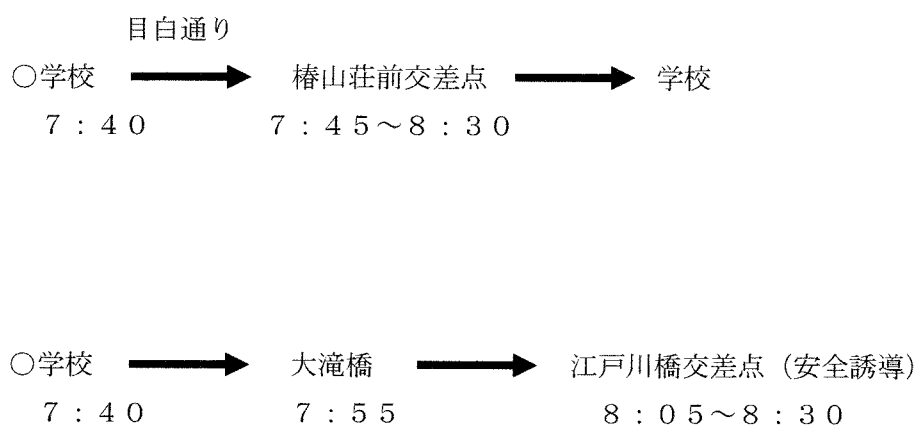 目白通り
○学校 椿山荘前交差点 学校
7：40 7：45～8：30
○学校 大滝橋 江戸川橋交差点（安全誘導）
7：40 7：55 8：05～8：30